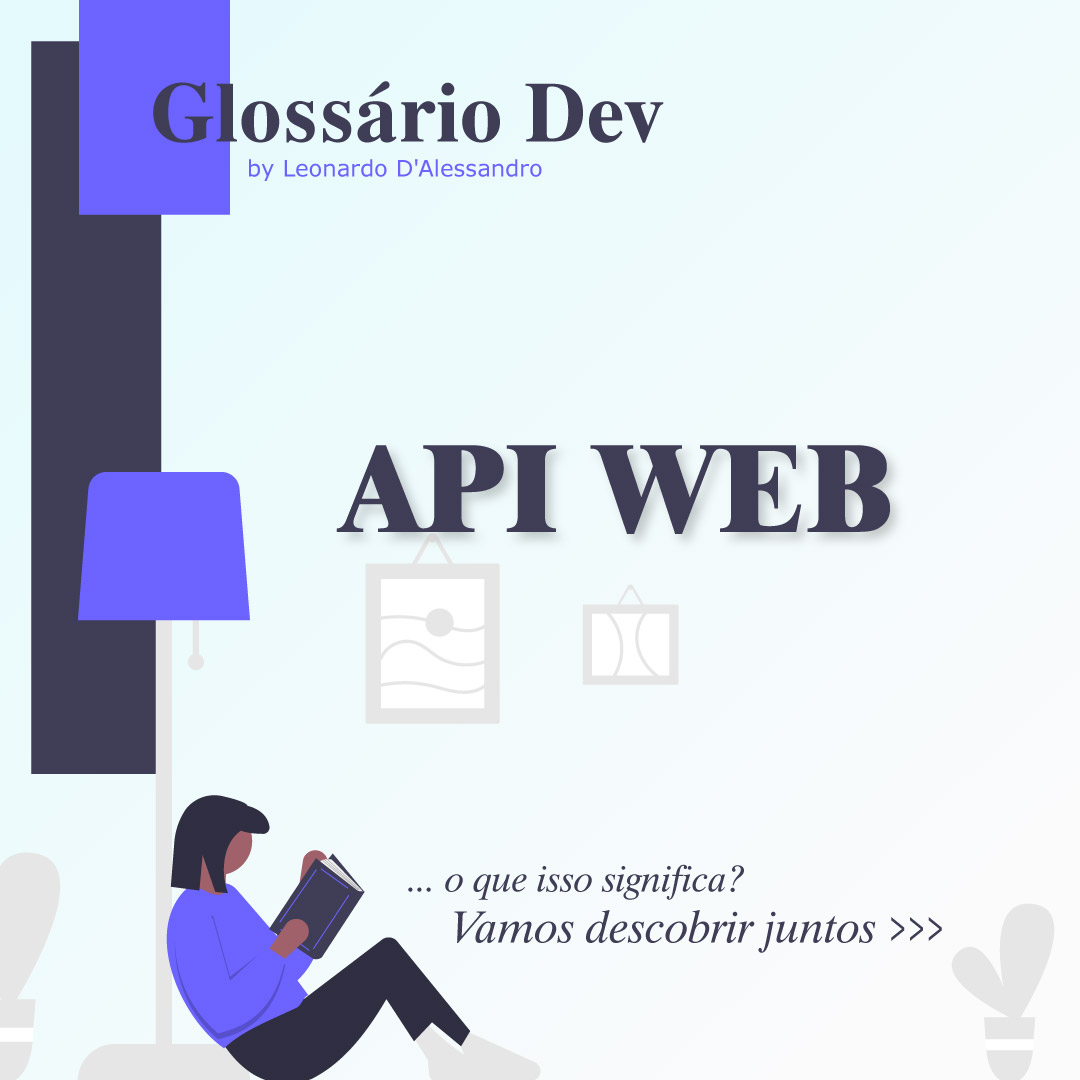 Glossário Dev
by Leonardo D'Alessandro
API WEB
... o que isso significa?
Vamos descobrir juntos >>>